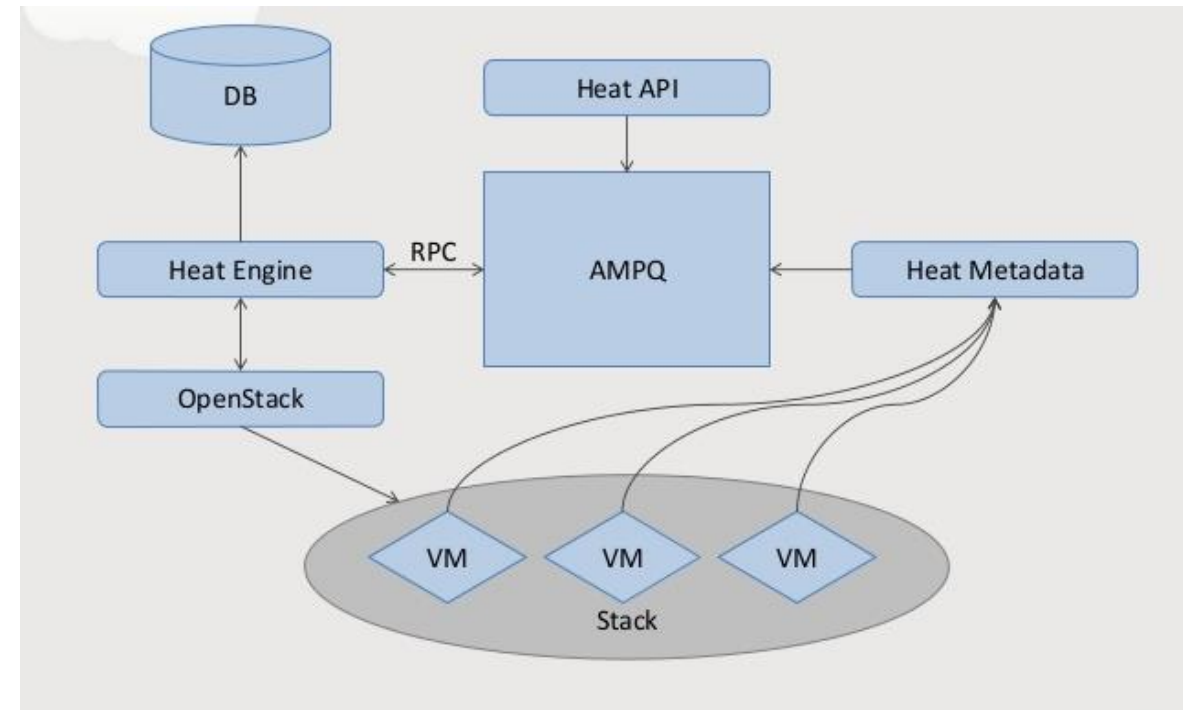 DB
Heat API
RPC
Heat Engine
AMPQ
Heat Metadata
OpenStack
VM
VM
VM
Stack